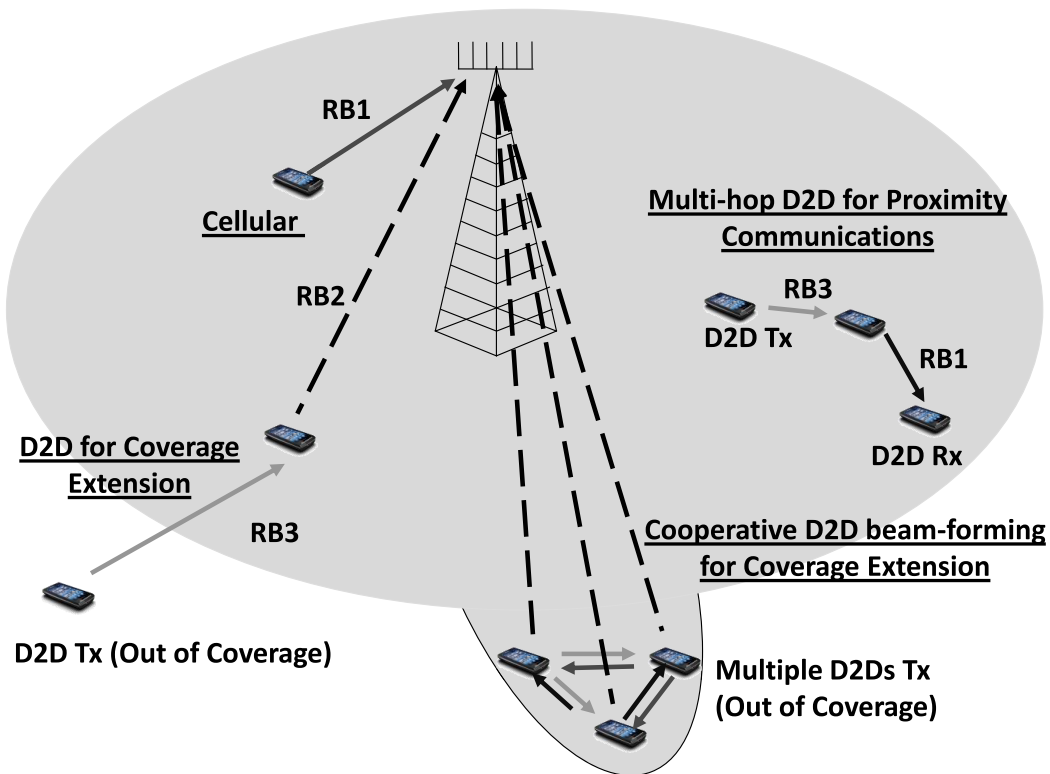 RB1
Cellular
Multi-hop D2D for Proximity
Communications
RB2
RB3
D2D Tx
RB1
D2D Rx
D2D for Coverage
Extension
RB3
Cooperative D2D beam-forming
for Coverage Extension
D2D Tx (Out of Coverage)
Multiple D2Ds Tx
(Out of Coverage)